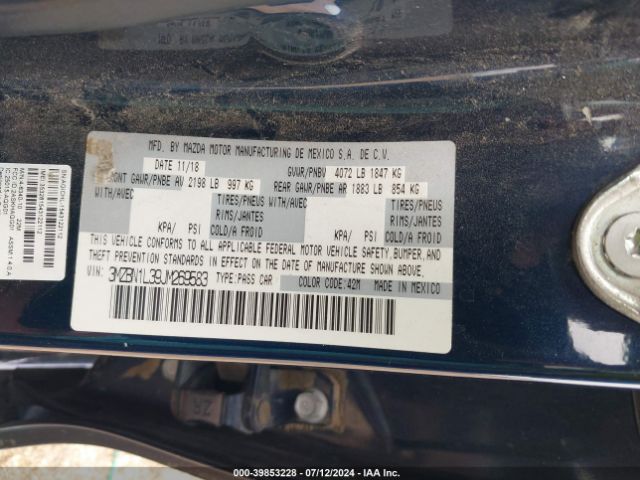 MFD. BY MAZDA MOTOR MANUFACTURING DE MEXICO S.A. DE C.V.
DATE 11/18 GVWR/PNBV 4072 LB 1847 KG
FRONT GAWR/PNBE AV 2198 LB 997 KG REAR GAWR/PNBE AR 1883 LB 854 KG
WITH/AVEC TIRES/PNEUS WITH/AVEC TIRES/PNEUS
RIMS/JANTES RIMS/JANTES
KPA/ PSI COLD/A FROID KPA/ PSI COLD/A FROID
THIS VEHICLE CONFORMS TO ALL APPLICABLE FEDERAL MOTOR VEHICLE SAFETY, BUMPER, AND
THEFT PREVENTION STANDARDS IN EFFECT ON THE DATE OF MANUFACTURE SHOWN ABOVE.
VIN: 3MZBN1L39JM269583 TYPE: PASS CAR COLOR CODE: 42M MADE IN MEXICO
000-39853228 - 07/12/2024 - IAA Inc.